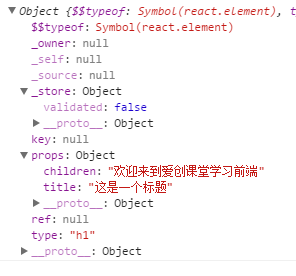 Object {$$typeof: Symbol(react.element), t
$$typeof: Symbol(react.element)
_owner: null
_self: null
_source: null
_store: Object
validated: false
__proto__: Object
key: null
props: Object
children: "欢迎来到爱创课堂学习前端"
title: "这是一个标题"
__proto__: Object
ref: null
type: "h1"
__proto__: Object